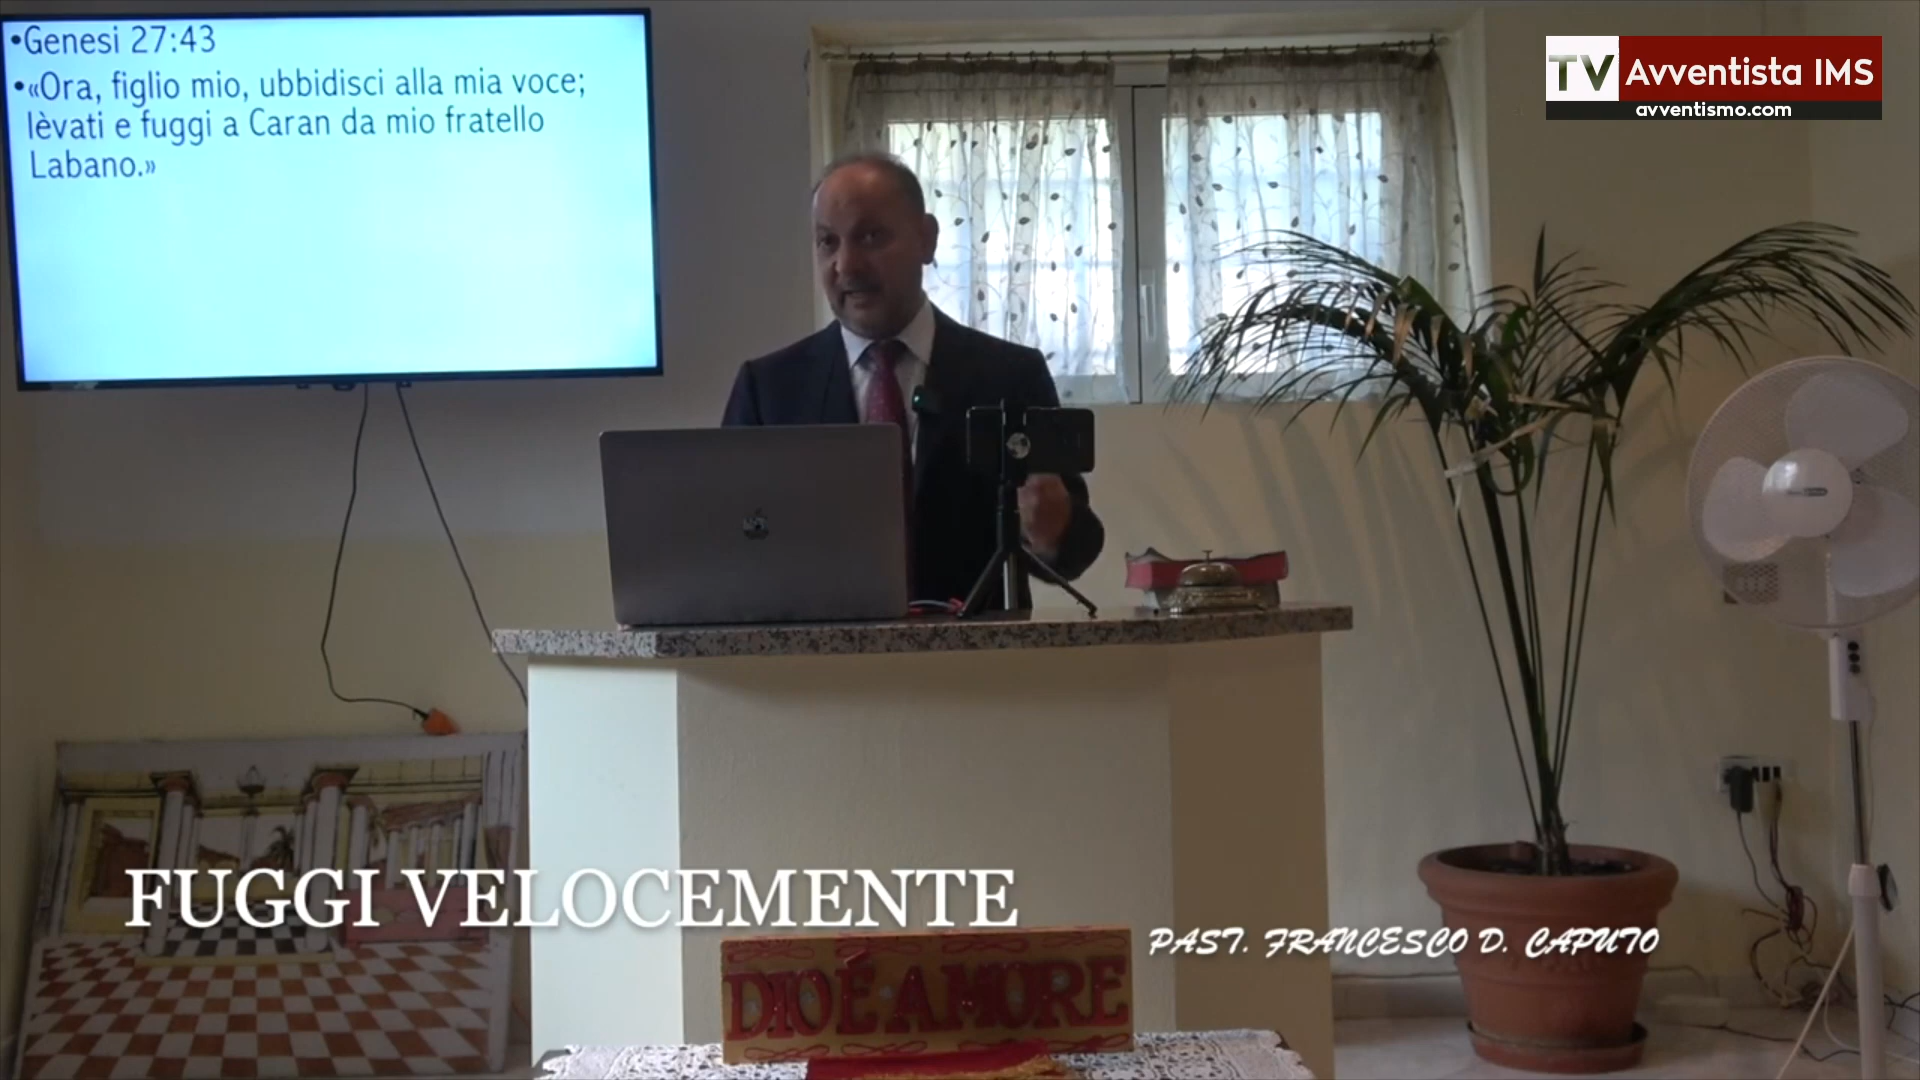 •Genesi 27:43
•«Ora, figlio mio, ubbidisci alla mia voce;
lèvati e fuggi a Caran da mio fratello
Labano.»
TV Avventista IMS
avventismo.com
FUGGI VELOCEMENTE
PAST. FRANCESCO D. CAPUTO
DIO É AMORE